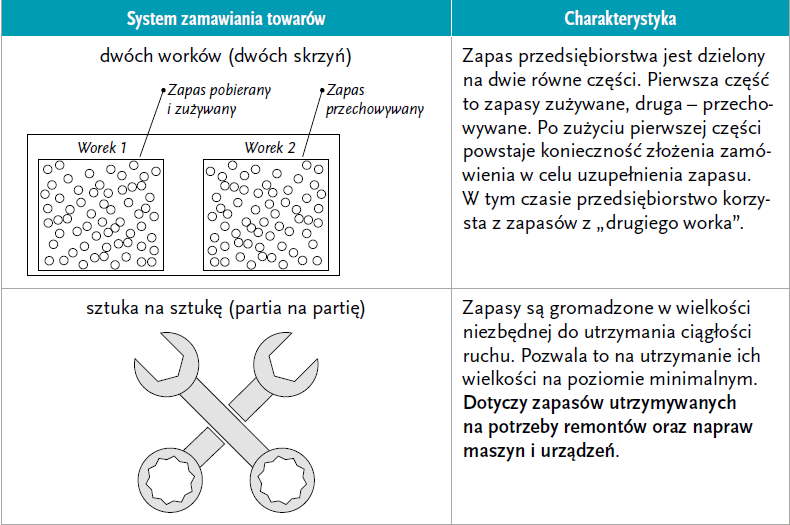 System zamawiania towarów
Charakterystyka
dwóch worków (dwóch skrzyń)
Zapas pobierany
i zużywany
Zapas
przechowywany
Worek 1
Worek 2
Zapas przedsiębiorstwa jest dzielony
na dwie równe części. Pierwsza część
to zapasy zużywane, druga – przecho-
wywane. Po zużyciu pierwszej części
powstaje konieczność złożenia zamó-
wienia w celu uzupełnienia zapasu.
W tym czasie przedsiębiorstwo korzy-
sta z zapasów z „drugiego worka”.
sztuka na sztukę (partia na partię)
Zapasy są gromadzone w wielkości
niezbędnej do utrzymania ciągłości
ruchu. Pozwala to na utrzymanie ich
wielkości na poziomie minimalnym.
Dotyczy zapasów utrzymywanych
na potrzeby remontów oraz napraw
maszyn i urządzeń.